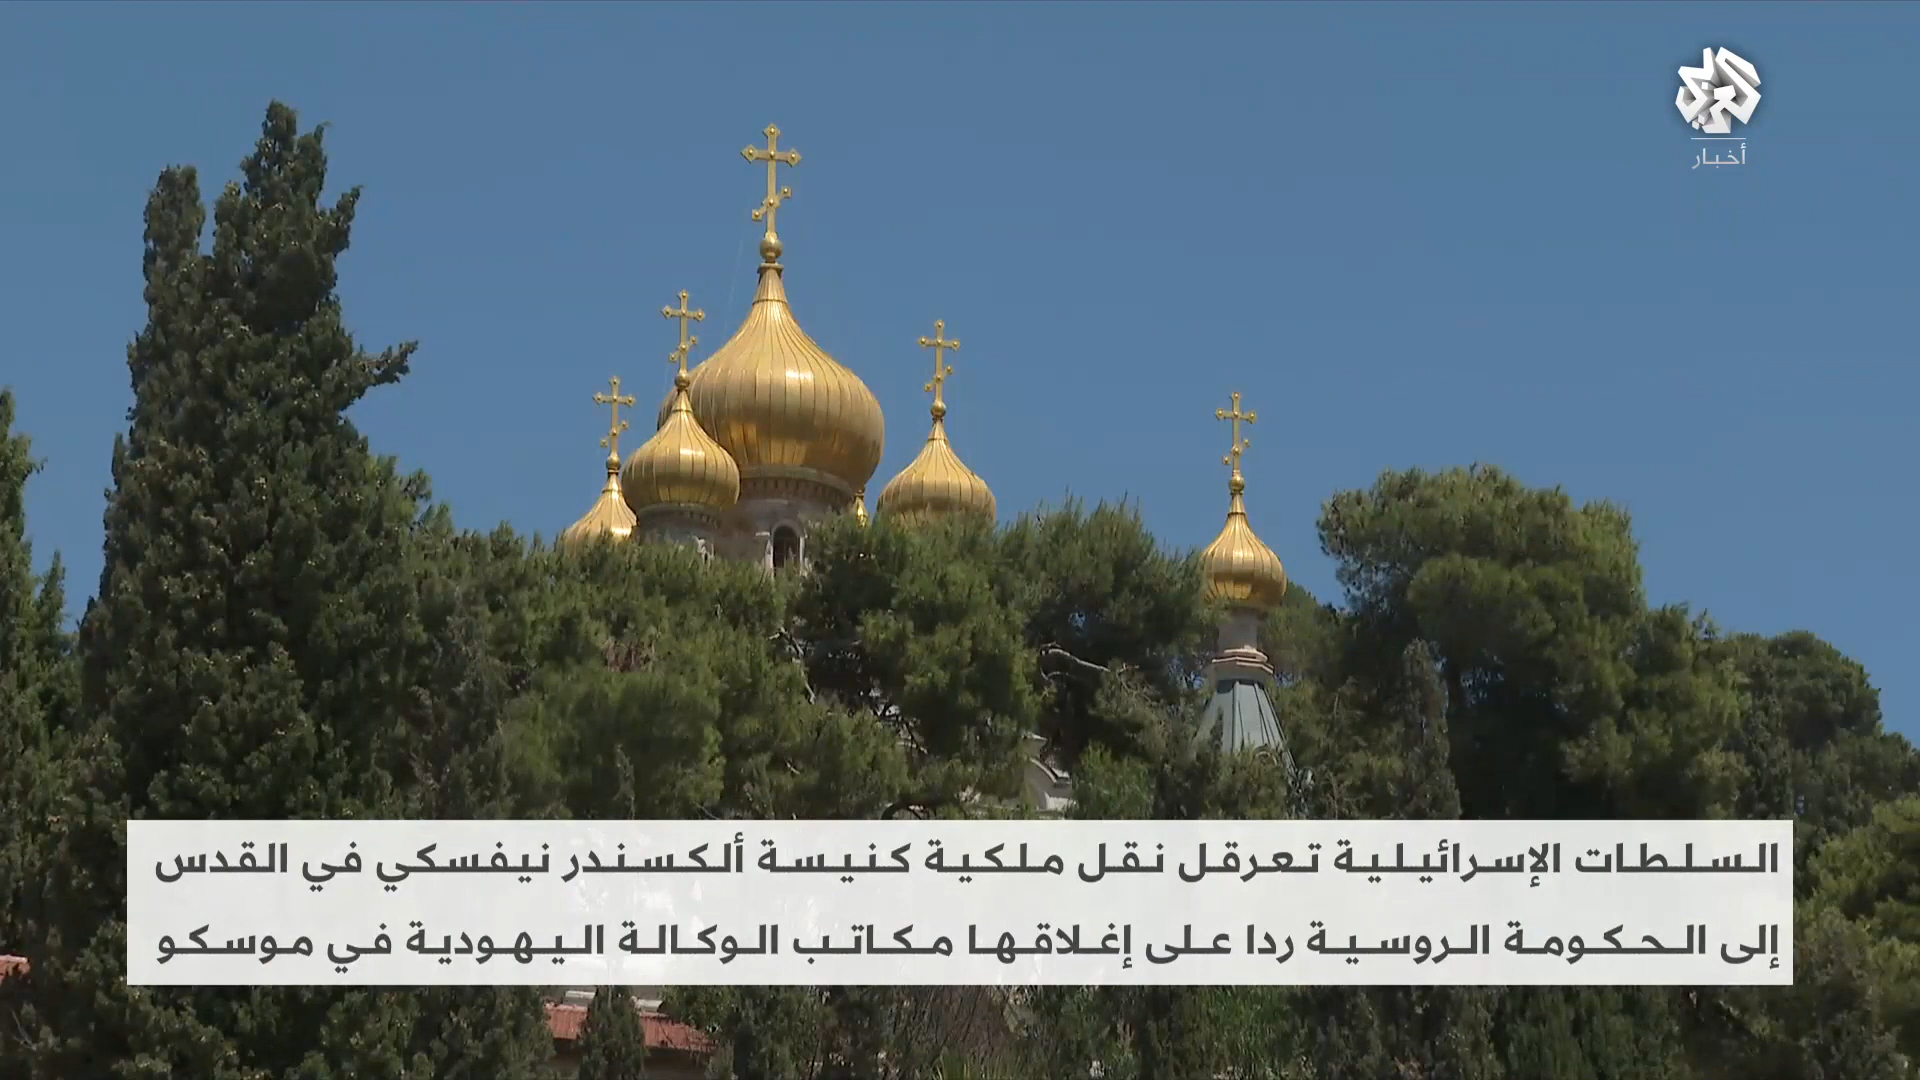 العربي
أخبار
السلطات الإسرائيلية تعرقل نقل ملكية كنيسة ألكسندر نيفسكي في القدس
إلى الحكومة الروسية ردا على إغلاقها مكاتب الوكالة اليهودية في موسكو